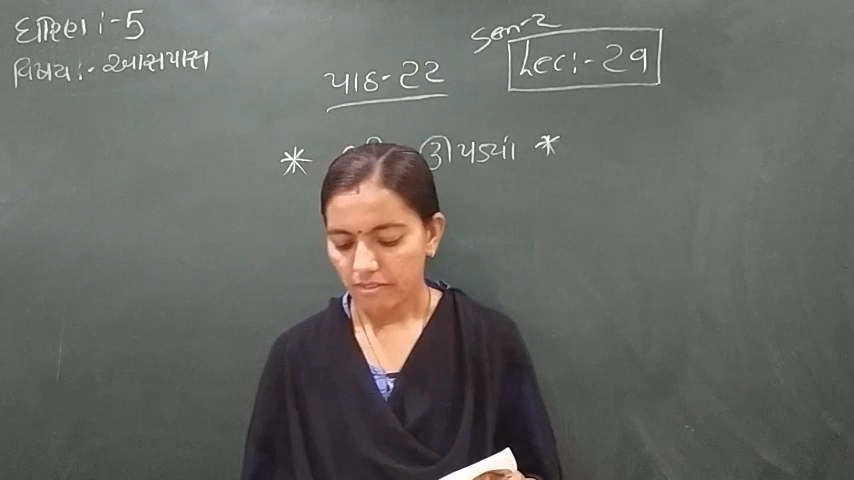 ધોરણ :- 5
વિષય :- આસપાસ
Sem-2
Lec:- 29
પાઠ-22
* ઊપડ્યાં *